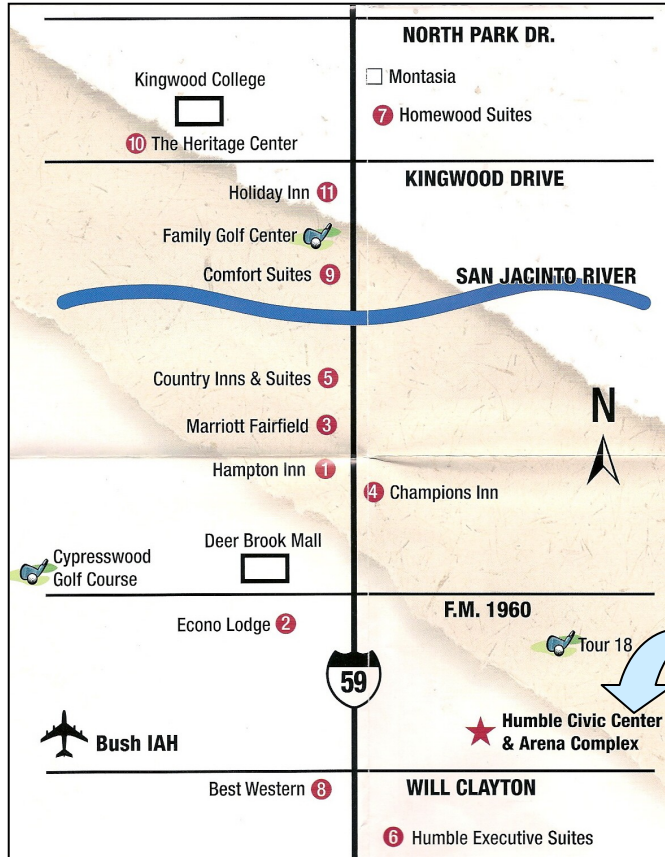 NORTH PARK DR.
Kingwood College
Montasia
7 Homewood Suites
10 The Heritage Center
KINGWOOD DRIVE
Holiday Inn 11
Family Golf Center
Comfort Suites 9
SAN JACINTO RIVER
Country Inns & Suites 5
N
Marriott Fairfield 3
Hampton Inn 1
4 Champions Inn
Deer Brook Mall
Cypresswood
Golf Course
F.M. 1960
Econo Lodge 2
Tour 18
59
Humble Civic Center
& Arena Complex
Bush IAH
Best Western 8
WILL CLAYTON
6 Humble Executive Suites